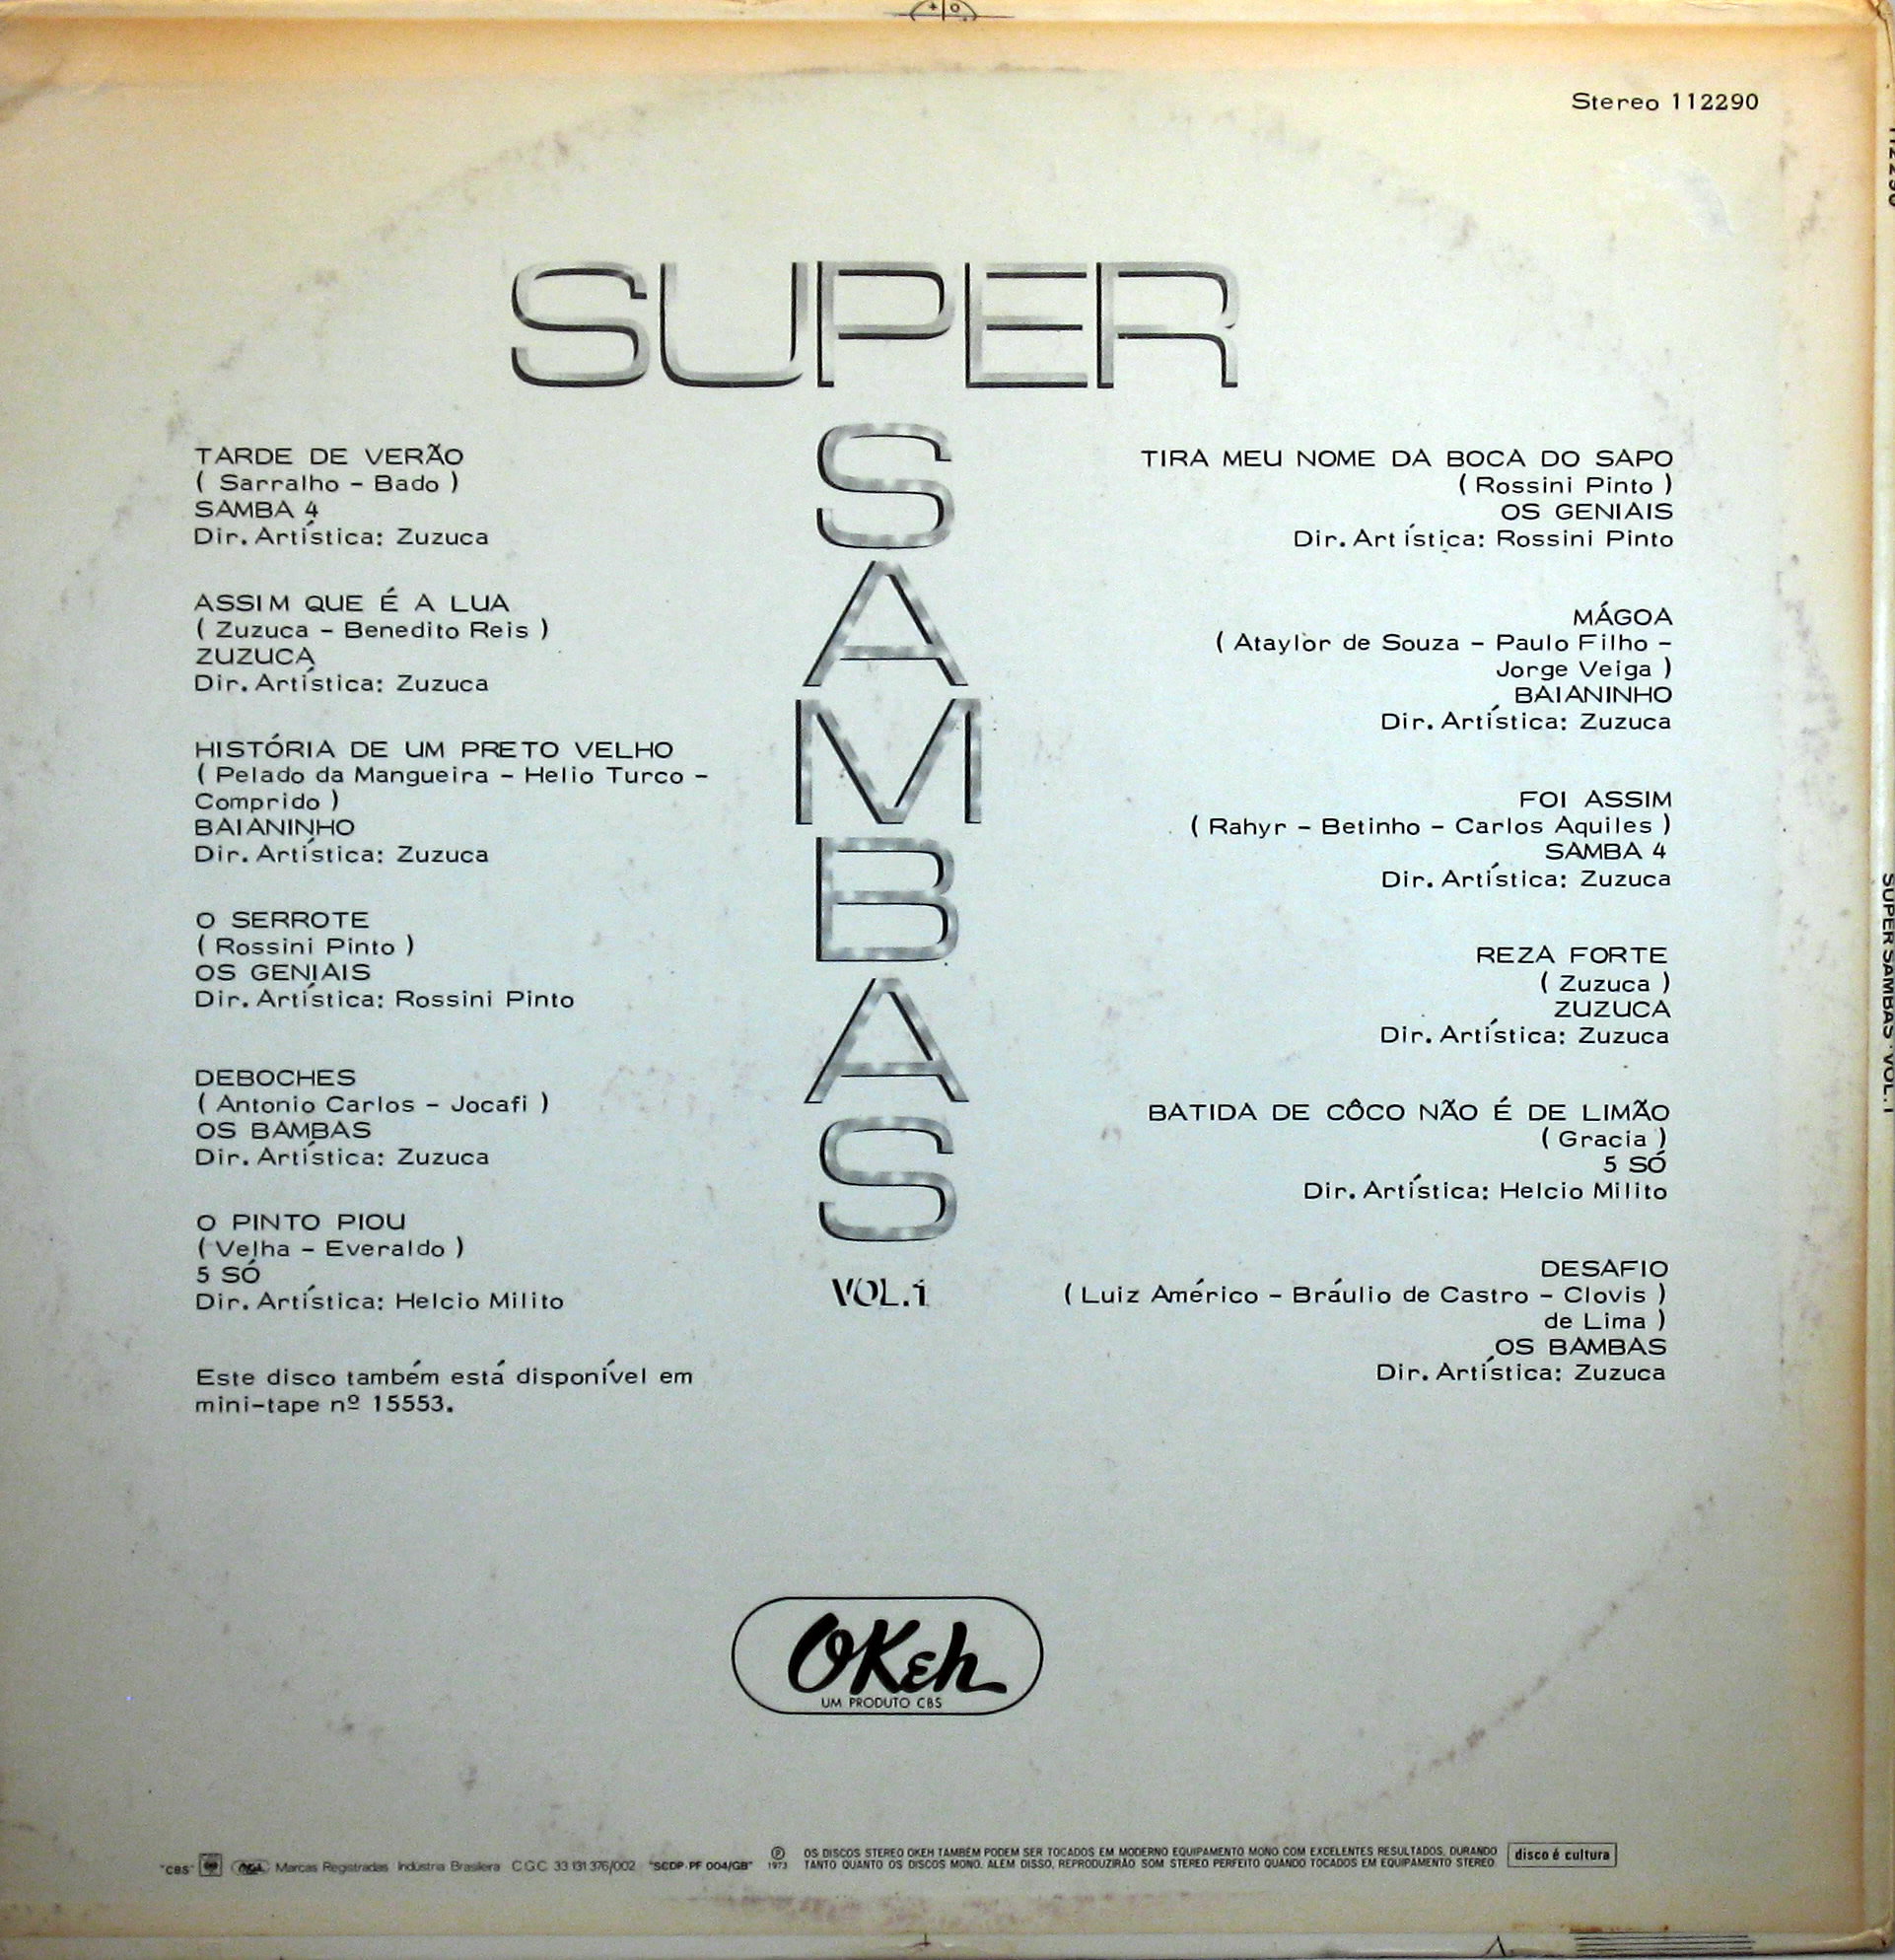 Stereo 112290
SUPER
SAMBAS
VOL.1
TARDE DE VERÃO
( Sarralho - Bado )
SAMBA 4
Dir. Artística: Zuzuca
ASSIM QUE É A LUA
( Zuzuca - Benedito Reis )
ZUZUCA
Dir. Artística: Zuzuca
HISTÓRIA DE UM PRETO VELHO
( Pelado da Mangueira - Helio Turco -
Comprido )
BAIANINHO
Dir. Artística: Zuzuca
O SERROTE
( Rossini Pinto )
OS GENIAIS
Dir. Artística: Rossini Pinto
DEBOCHES
( Antonio Carlos - Jocafi )
OS BAMBAS
Dir. Artística: Zuzuca
O PINTO PIOU
( Velha - Everaldo )
5 SÓ
Dir. Artística: Helcio Milito
Este disco também está disponível em
mini-tape nº 15553.
TIRA MEU NOME DA BOCA DO SAPO
( Rossini Pinto )
OS GENIAIS
Dir. Artística: Rossini Pinto
MÁGOA
( Ataylor de Souza - Paulo Filho -
Jorge Veiga )
BAIANINHO
Dir. Artística: Zuzuca
FOI ASSIM
( Rahyr - Betinho - Carlos Aquiles )
SAMBA 4
Dir. Artística: Zuzuca
REZA FORTE
( Zuzuca )
ZUZUCA
Dir. Artística: Zuzuca
BATIDA DE CÔCO NÃO É DE LIMÃO
( Gracia )
5 SÓ
Dir. Artística: Helcio Milito
DESAFIO
( Luiz Américo - Bráulio de Castro - Clovis )
de Lima )
OS BAMBAS
Dir. Artística: Zuzuca
OKeh
UM PRODUTO CBS
"CBS" Marcas Registradas Indústria Brasileira C G C 33 131 376/002 "SCDP-PF 004/GB"
℗ 1973
OS DISCOS STEREO OKEH TAMBÉM PODEM SER TOCADOS EM MODERNO EQUIPAMENTO MONO COM EXCELENTES RESULTADOS, DURANDO
TANTO QUANTO OS DISCOS MONO. ALÉM DISSO, REPRODUZIRÃO SOM STEREO PERFEITO QUANDO TOCADOS EM EQUIPAMENTO STEREO
disco é cultura
112290
SUPER SAMBAS VOL.1